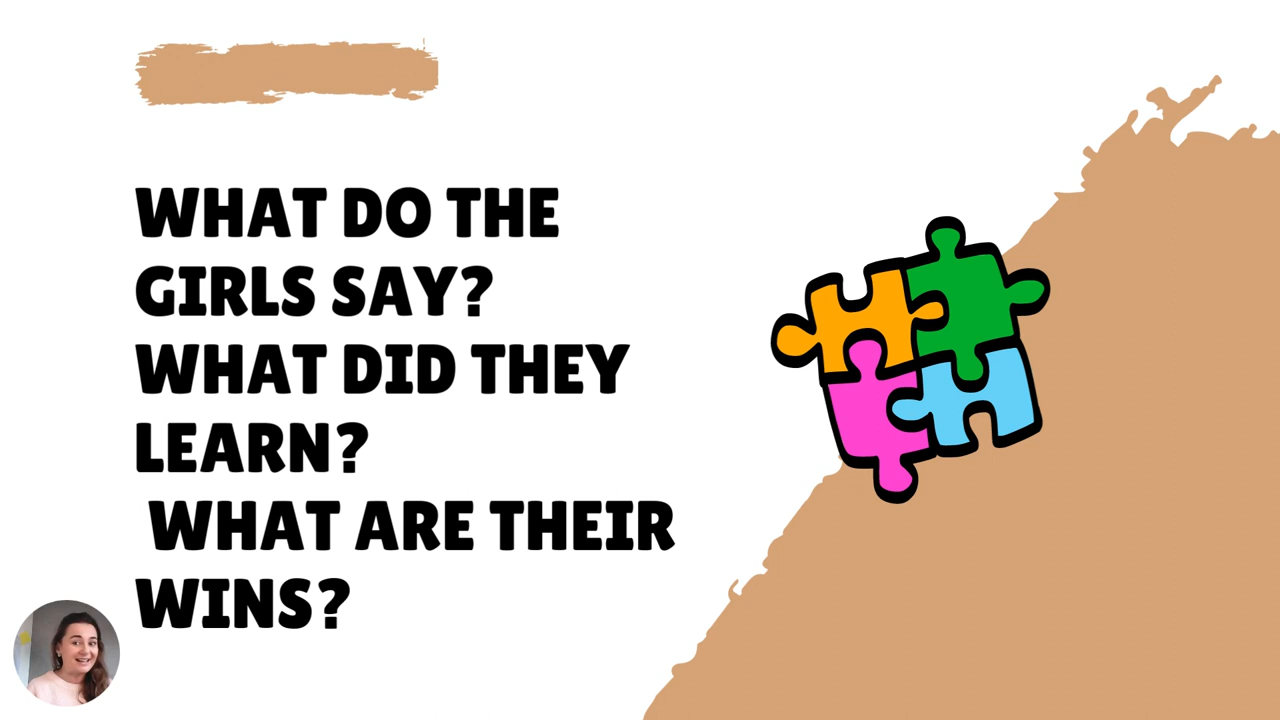 WHAT DO THE
GIRLS SAY?
WHAT DID THEY
LEARN?
WHAT ARE THEIR
WINS?